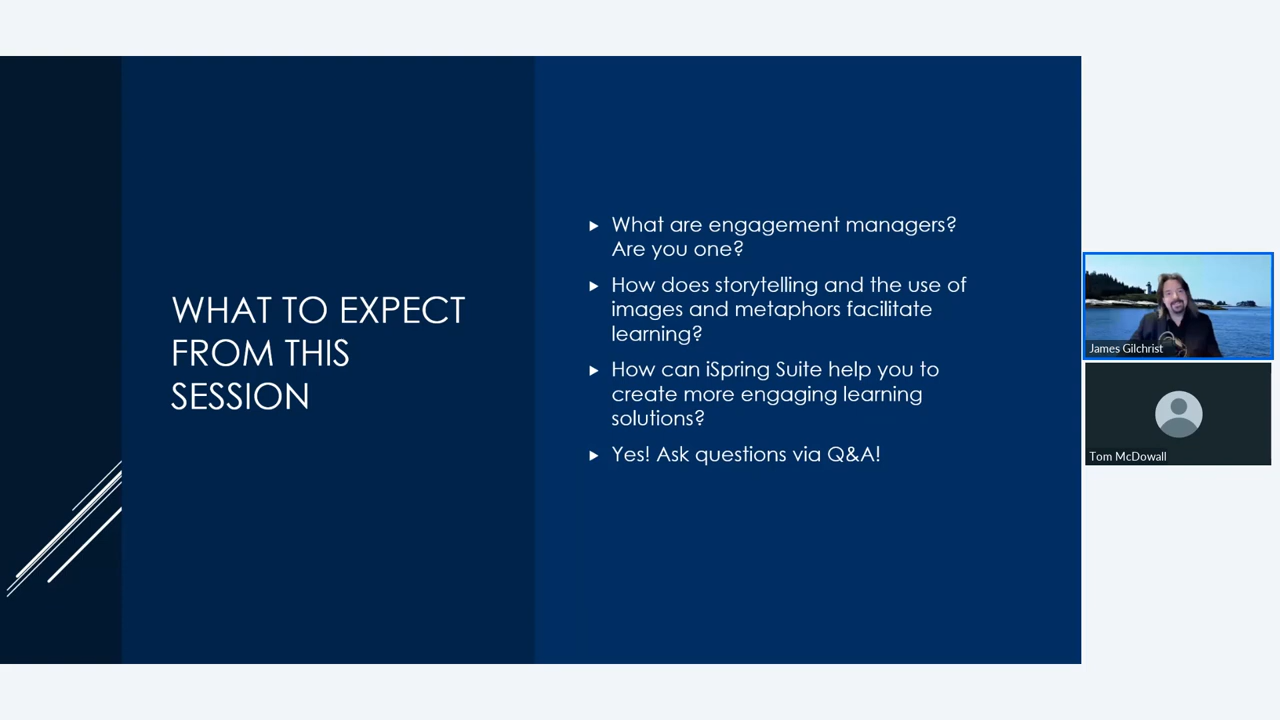 WHAT TO EXPECT
FROM THIS
SESSION
What are engagement managers?
Are you one?
How does storytelling and the use of
images and metaphors facilitate
learning?
How can iSpring Suite help you to
create more engaging learning
solutions?
Yes! Ask questions via Q&A!
James Gilchrist
Tom McDowall